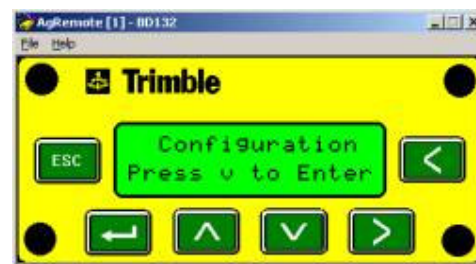 AgRemote [1] - BD132
File Help
Trimble
Configuration
ESC
Press v to Enter